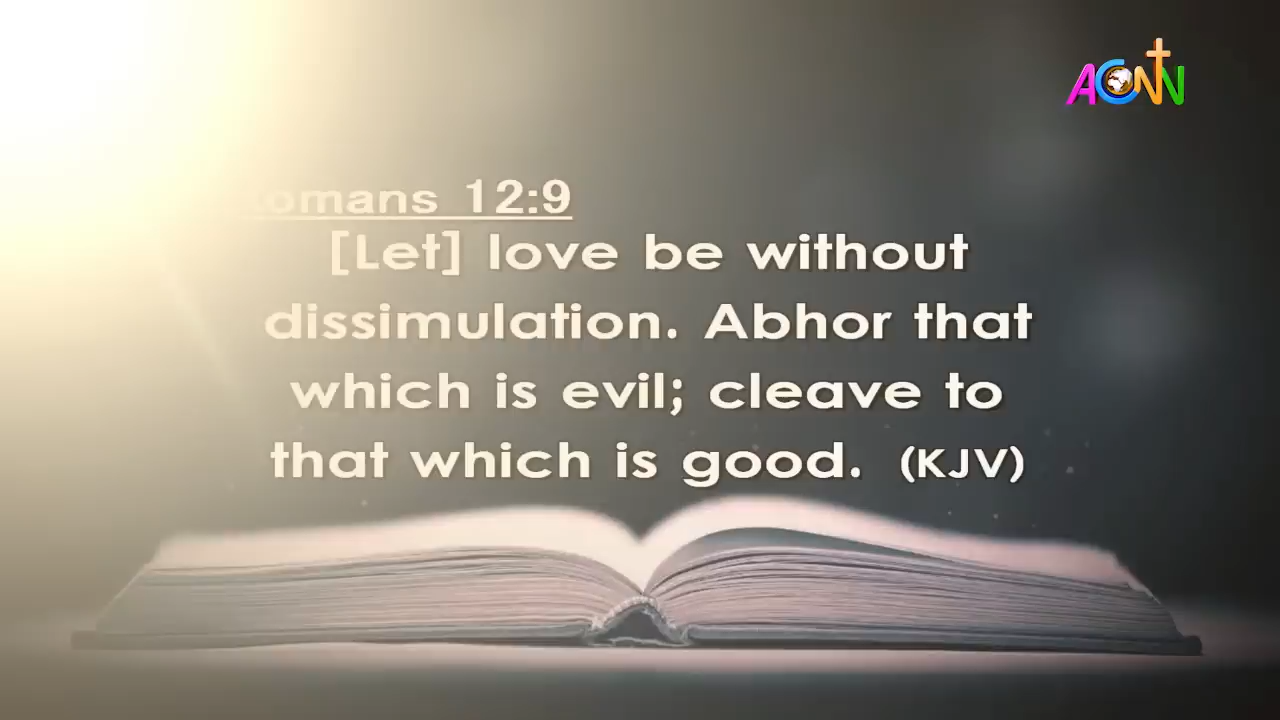 ACNN
Romans 12:9
[Let] love be without
dissimulation. Abhor that
which is evil; cleave to
that which is good. (KJV)